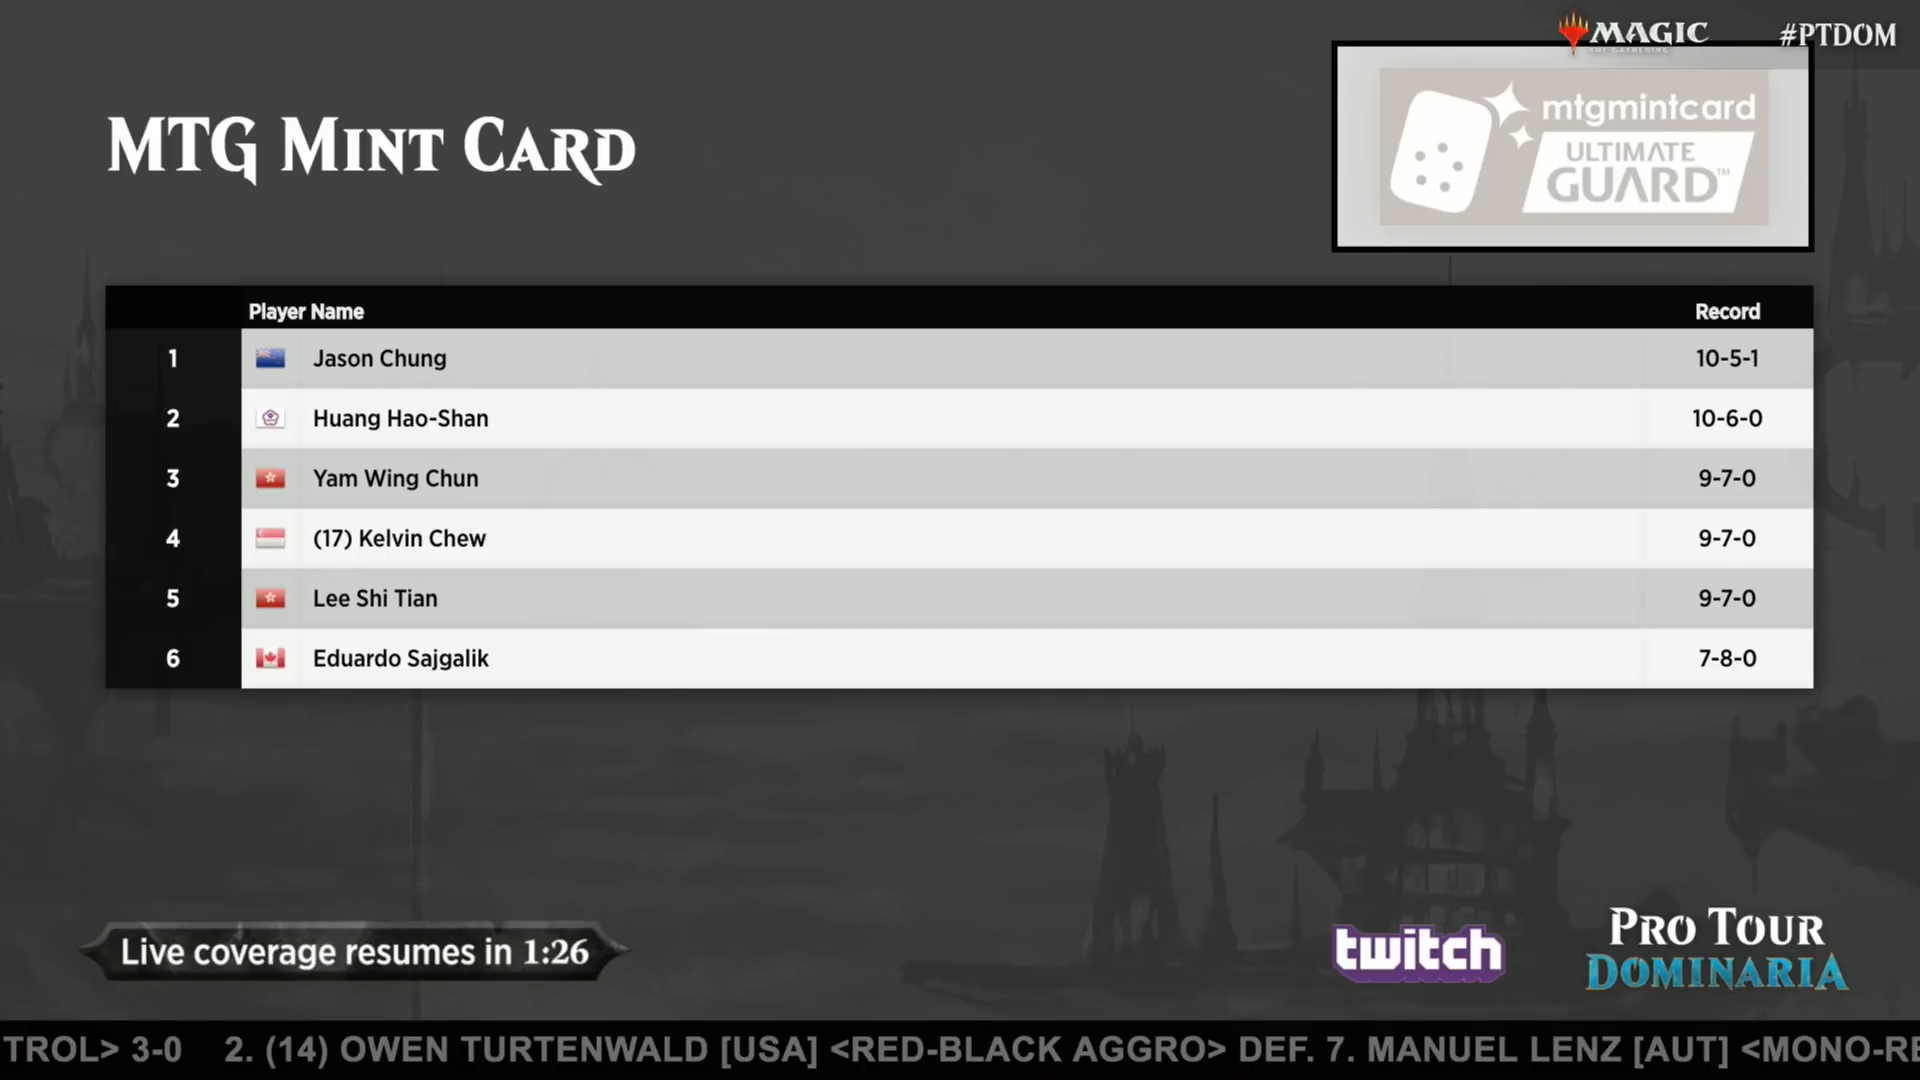 MAGIC
THE GATHERING
#PTDOM
MTG MINT CARD
mtgmintcard
ULTIMATE
GUARD™
Player Name Record
1 Jason Chung 10-5-1
2 Huang Hao-Shan 10-6-0
3 Yam Wing Chun 9-7-0
4 (17) Kelvin Chew 9-7-0
5 Lee Shi Tian 9-7-0
6 Eduardo Sajgalik 7-8-0
Live coverage resumes in 1:26
twitch
PRO TOUR
DOMINARIA
TROL> 3-0 2. (14) OWEN TURTENWALD [USA] <RED-BLACK AGGRO> DEF. 7. MANUEL LENZ [AUT] <MONO-RE